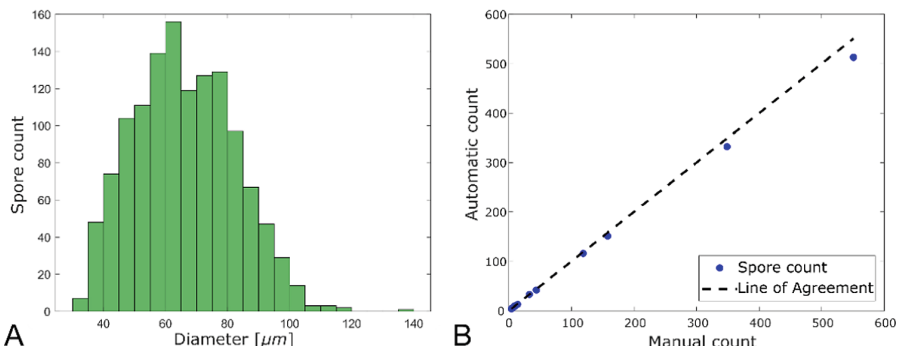 160
140
120
100
80
60
40
20
0
Spore count
40 60 80 100 120 140
Diameter [µm]
A
600
500
400
300
200
100
0
Automatic count
Spore count
Line of Agreement
0 100 200 300 400 500 600
Manual count
B